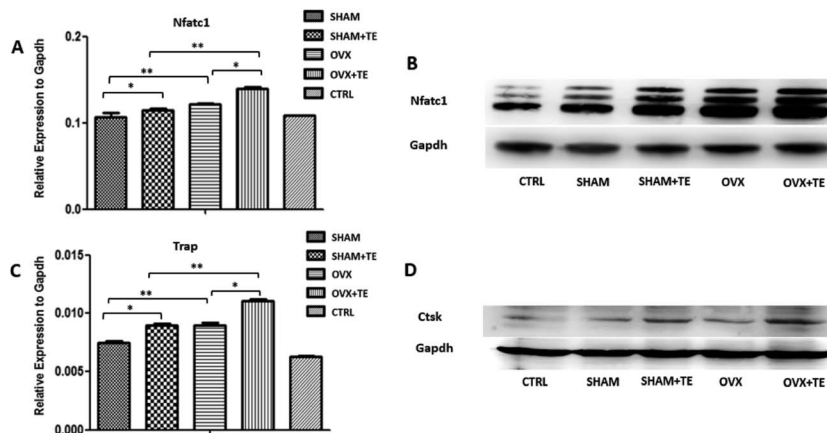 A
Nfatc1
Relative Expression to Gapdh
0.2
0.1
0.0
**
**
*
*
SHAM
SHAM+TE
OVX
OVX+TE
CTRL
B
Nfatc1
Gapdh
CTRL SHAM SHAM+TE OVX OVX+TE
C
Trap
Relative Expression to Gapdh
0.015
0.010
0.005
0.000
**
**
*
*
SHAM
SHAM+TE
OVX
OVX+TE
CTRL
D
Ctsk
Gapdh
CTRL SHAM SHAM+TE OVX OVX+TE